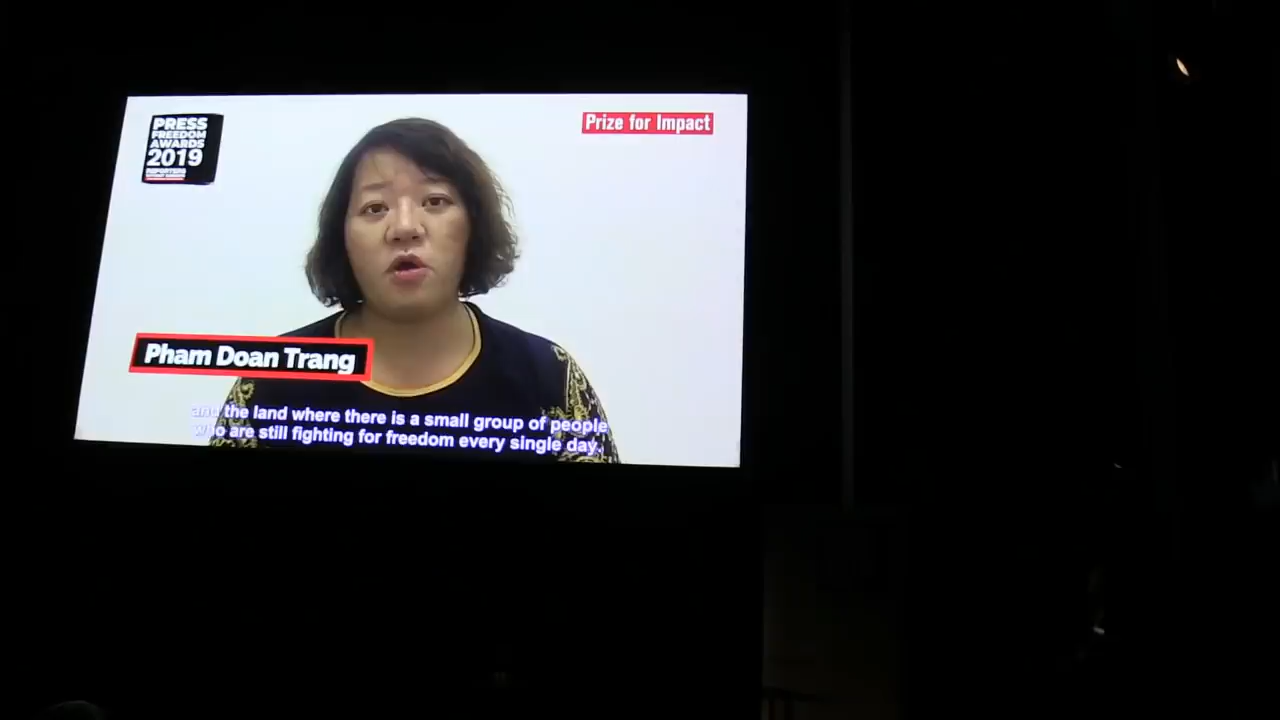 PRESS
FREEDOM
AWARDS
2019
REPORTERS
Prize for Impact
Pham Doan Trang
and the land where there is a small group of people
who are still fighting for freedom every single day.